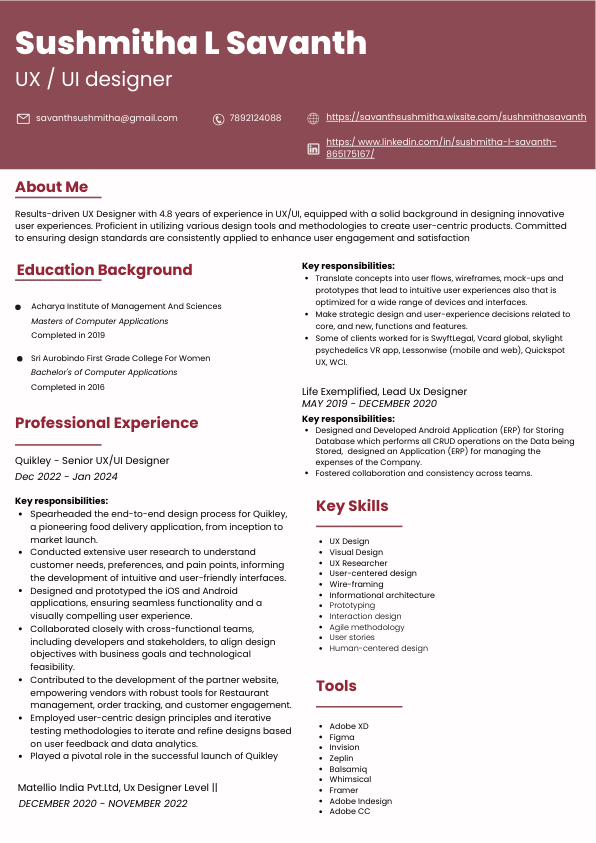 Sushmitha L Savanth
UX / UI designer
savanthsushmitha@gmail.com
7892124088
https://savanthsushmitha.wixsite.com/sushmithasavanth
https:/ www.linkedin.com/in/sushmitha-l-savanth-
865175167/
About Me
Results-driven UX Designer with 4.8 years of experience in UX/UI, equipped with a solid background in designing innovative
user experiences. Proficient in utilizing various design tools and methodologies to create user-centric products. Committed
to ensuring design standards are consistently applied to enhance user engagement and satisfaction
Education Background
• Acharya Institute of Management And Sciences
Masters of Computer Applications
Completed in 2019
• Sri Aurobindo First Grade College For Women
Bachelor's of Computer Applications
Completed in 2016
Professional Experience
Quikley - Senior UX/UI Designer
Dec 2022 - Jan 2024
Key responsibilities:
• Spearheaded the end-to-end design process for Quikley,
a pioneering food delivery application, from inception to
market launch.
• Conducted extensive user research to understand
customer needs, preferences, and pain points, informing
the development of intuitive and user-friendly interfaces.
• Designed and prototyped the iOS and Android
applications, ensuring seamless functionality and a
visually compelling user experience.
• Collaborated closely with cross-functional teams,
including developers and stakeholders, to align design
objectives with business goals and technological
feasibility.
• Contributed to the development of the partner website,
empowering vendors with robust tools for Restaurant
management, order tracking, and customer engagement.
• Employed user-centric design principles and iterative
testing methodologies to iterate and refine designs based
on user feedback and data analytics.
• Played a pivotal role in the successful launch of Quikley
Matellio India Pvt.Ltd, Ux Designer Level ||
DECEMBER 2020 - NOVEMBER 2022
Key responsibilities:
• Translate concepts into user flows, wireframes, mock-ups and
prototypes that lead to intuitive user experiences also that is
optimized for a wide range of devices and interfaces.
• Make strategic design and user-experience decisions related to
core, and new, functions and features.
• Some of clients worked for is SwyftLegal, Vcard global, skylight
psychedelics VR app, Lessonwise (mobile and web), Quickspot
UX, WCI.
Life Exemplified, Lead Ux Designer
MAY 2019 - DECEMBER 2020
Key responsibilities:
• Designed and Developed Android Application (ERP) for Storing
Database which performs all CRUD operations on the Data being
Stored, designed an Application (ERP) for managing the
expenses of the Company.
• Fostered collaboration and consistency across teams.
Key Skills
• UX Design
• Visual Design
• UX Researcher
• User-centered design
• Wire-framing
• Informational architecture
• Prototyping
• Interaction design
• Agile methodology
• User stories
• Human-centered design
Tools
• Adobe XD
• Figma
• Invision
• Zeplin
• Balsamiq
• Whimsical
• Framer
• Adobe Indesign
• Adobe CC